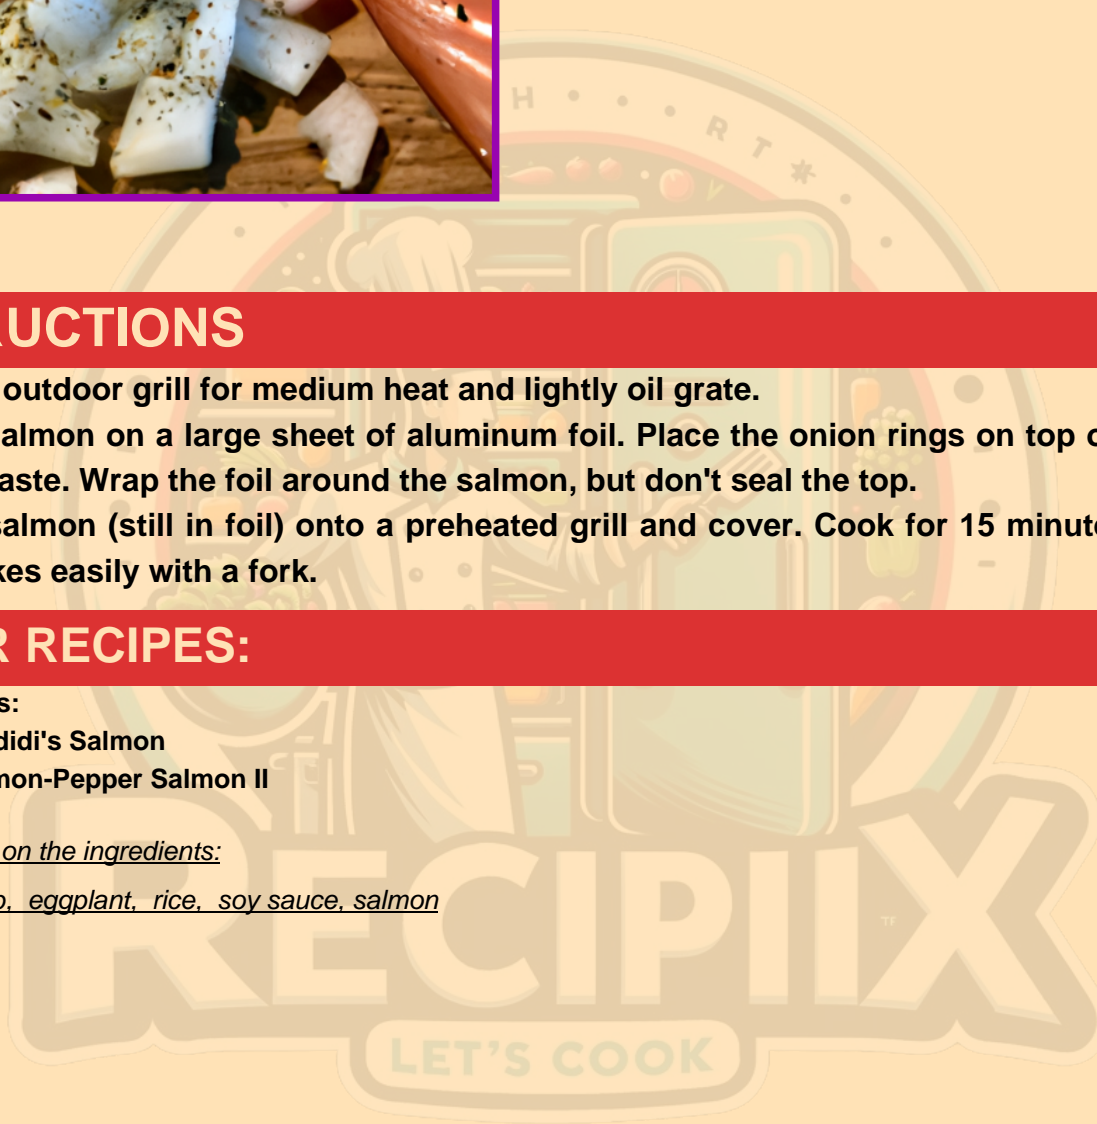 H
R T #
UCTIONS
outdoor grill for medium heat and lightly oil grate.
almon on a large sheet of aluminum foil. Place the onion rings on top
aste. Wrap the foil around the salmon, but don't seal the top.
salmon (still in foil) onto a preheated grill and cover. Cook for 15 minut
kes easily with a fork.
R RECIPES:
s:
didi's Salmon
mon-Pepper Salmon II
on the ingredients:
, eggplant, rice, soy sauce, salmon
RECIPIIX
TF
LET'S COOK